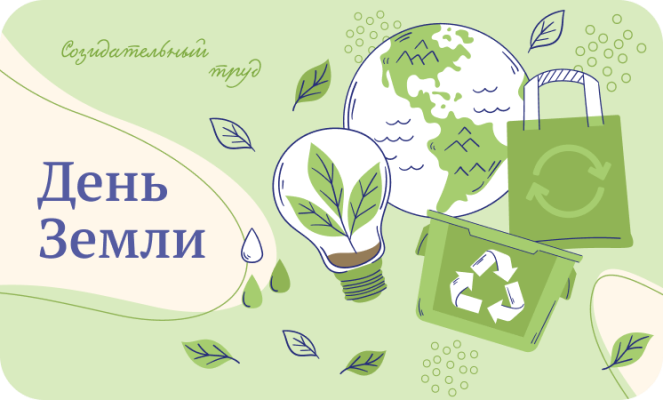 Созидательный
труд
День
Земли